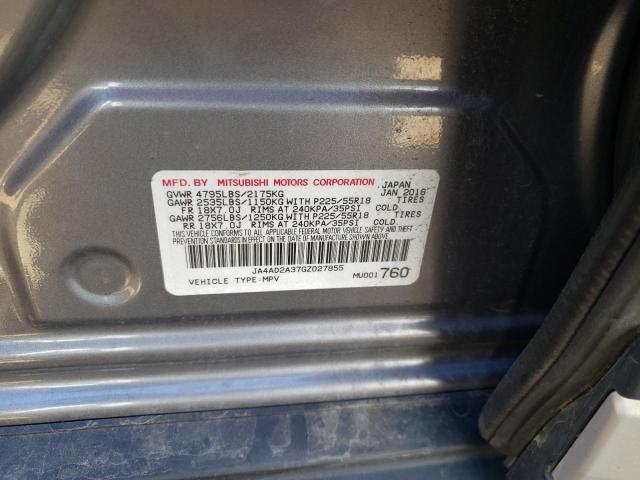 MFD. BY MITSUBISHI MOTORS CORPORATION, JAPAN
GVWR 4795LBS/2175KG JAN 2016
GAWR 2535LBS/1150KG WITH P225/55R18 TIRES
FR 18X7.0J RIMS AT 240KPA/35PSI COLD
GAWR 2756LBS/1250KG WITH P225/55R18 TIRES
RR 18X7.0J RIMS AT 240KPA/35PSI COLD
THIS VEHICLE CONFORMS TO ALL APPLICABLE FEDERAL MOTOR VEHICLE SAFETY, BUMPER, AND THEFT
PREVENTION STANDARDS IN EFFECT ON THE DATE OF MANUFACTURE SHOWN ABOVE.
JA4AD2A37GZ027855
VEHICLE TYPE:MPV MU001760